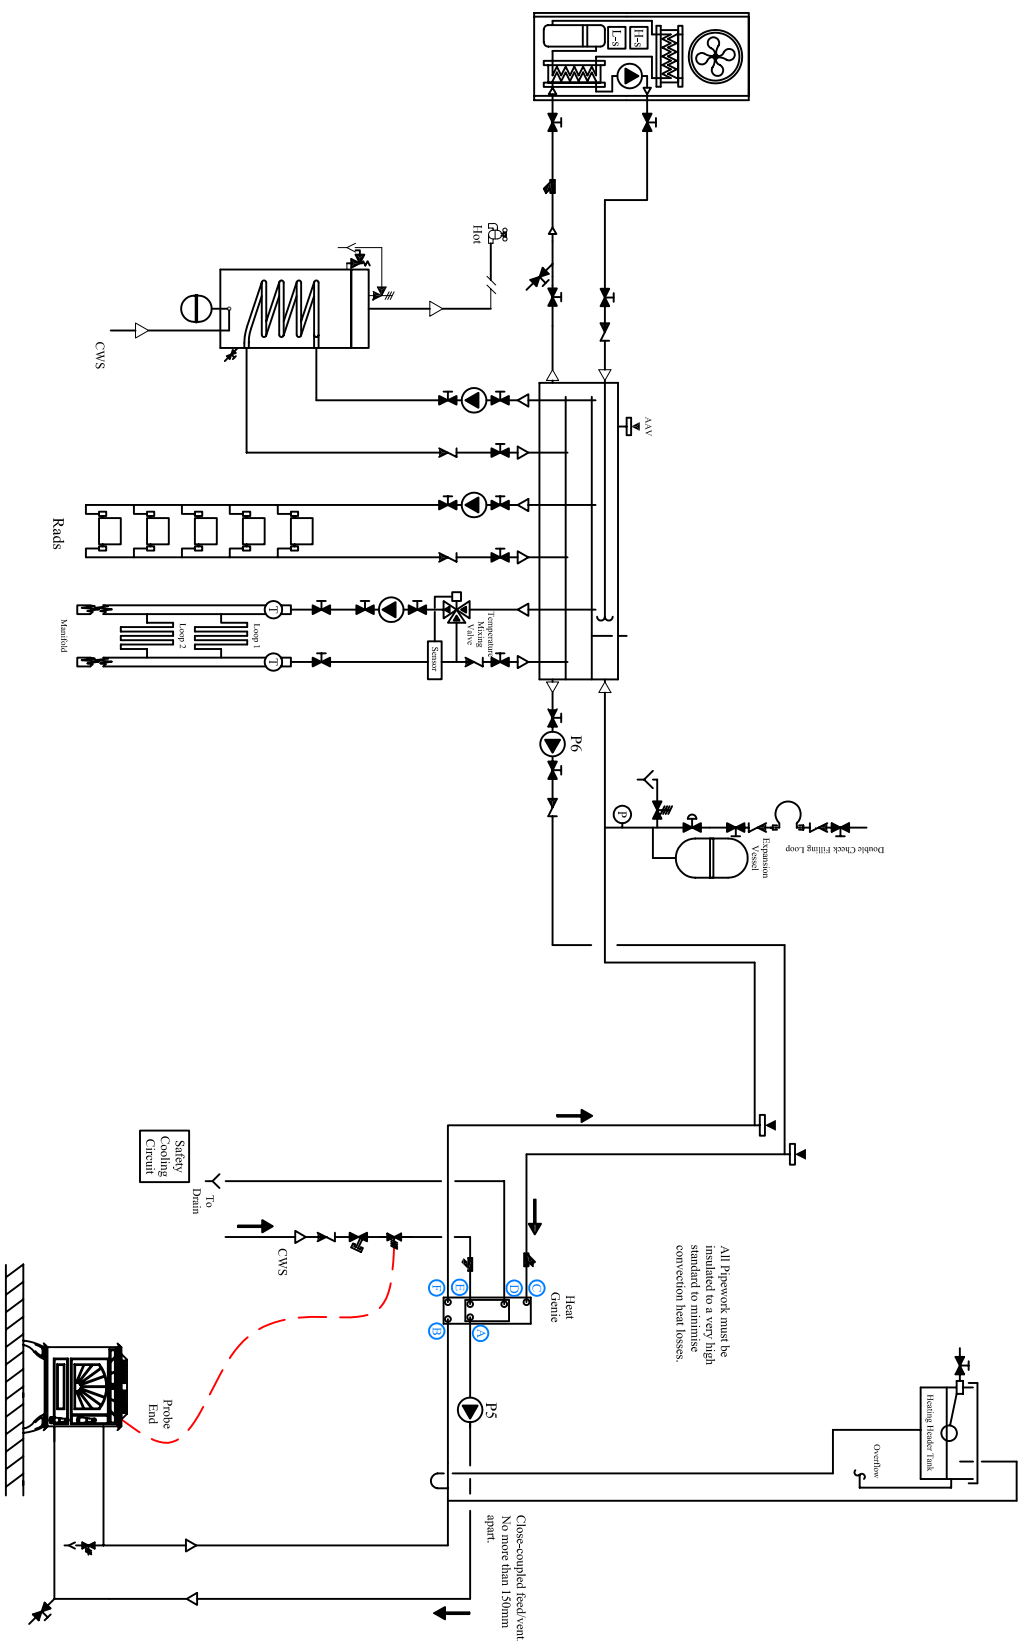 H-s
L-s
Hot
CWS
AAV
Rads
T
T
Loop 1
Loop 2
Manifold
Temperature
Mixing
Valve
Sensor
P6
P
Expansion
Vessel
Double Check Filling Loop
Safety
Cooling
Circuit
To
Drain
CWS
All Pipework must be
insulated to a very high
standard to minimise
convection heat losses.
Heat
Genie
C
D
E
F
A
B
P5
Probe
End
Heating Header Tank
Overflow
Close-coupled feed/vent.
No more than 150mm
apart.